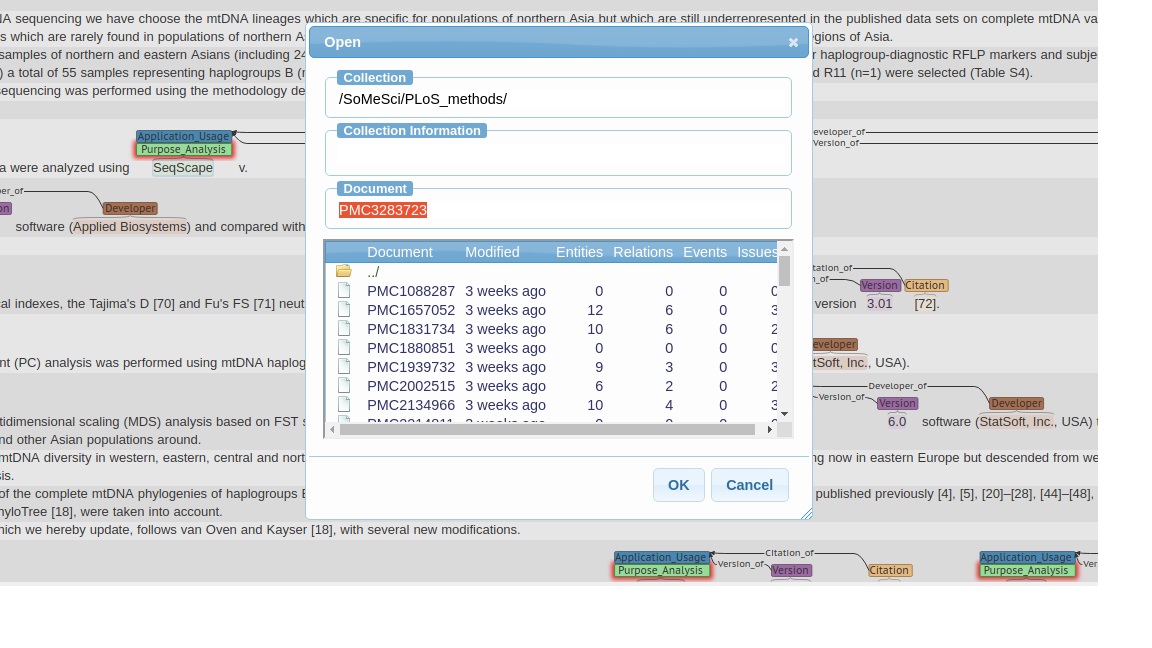 A sequencing we have choose the mtDNA lineages which are specific for populations of northern Asia but which are still underrepresented in the published data sets on complete mtDNA va
s which are rarely found in populations of northern As
gions of Asia.
Open
samples of northern and eastern Asians (including 24
r haplogroup-diagnostic RFLP markers and subje
) a total of 55 samples representing haplogroups B (n
d R11 (n=1) were selected (Table S4).
Collection
sequencing was performed using the methodology de
/SoMeSci/PLoS_methods/
Collection Information
Application_Usage
Purpose_Analysis
eveloper_of
Version_of
a were analyzed using SeqScape v.
Document
er_of
on
Developer
PMC3283723
software (Applied Biosystems) and compared with
Document Modified Entities Relations Events Issues
../
PMC1088287 3 weeks ago 0 0 0 0
PMC1657052 3 weeks ago 12 6 0 3
PMC1831734 3 weeks ago 10 6 0 2
PMC1880851 3 weeks ago 0 0 0 0
PMC1939732 3 weeks ago 9 3 0 3
PMC2002515 3 weeks ago 6 2 0 2
PMC2134966 3 weeks ago 10 4 0 3
tation_of
n_of
Version Citation
cal indexes, the Tajima's D [70] and Fu's FS [71] neut
version 3.01 [72].
eveloper
nt (PC) analysis was performed using mtDNA haplog
tSoft, Inc., USA).
Developer_of
Version_of
Version
Developer
tidimensional scaling (MDS) analysis based on FST s
6.0 software (StatSoft, Inc., USA) t
nd other Asian populations around.
mtDNA diversity in western, eastern, central and nort
ng now in eastern Europe but descended from we
sis.
OK Cancel
of the complete mtDNA phylogenies of haplogroups B
published previously [4], [5], [20]–[28], [44]–[48],
hyloTree [18], were taken into account.
hich we hereby update, follows van Oven and Kayser [18], with several new modifications.
Application_Usage
Purpose_Analysis
Citation_of
Version_of
Version
Citation
Application_Usage
Purpose_Analysis
Ver